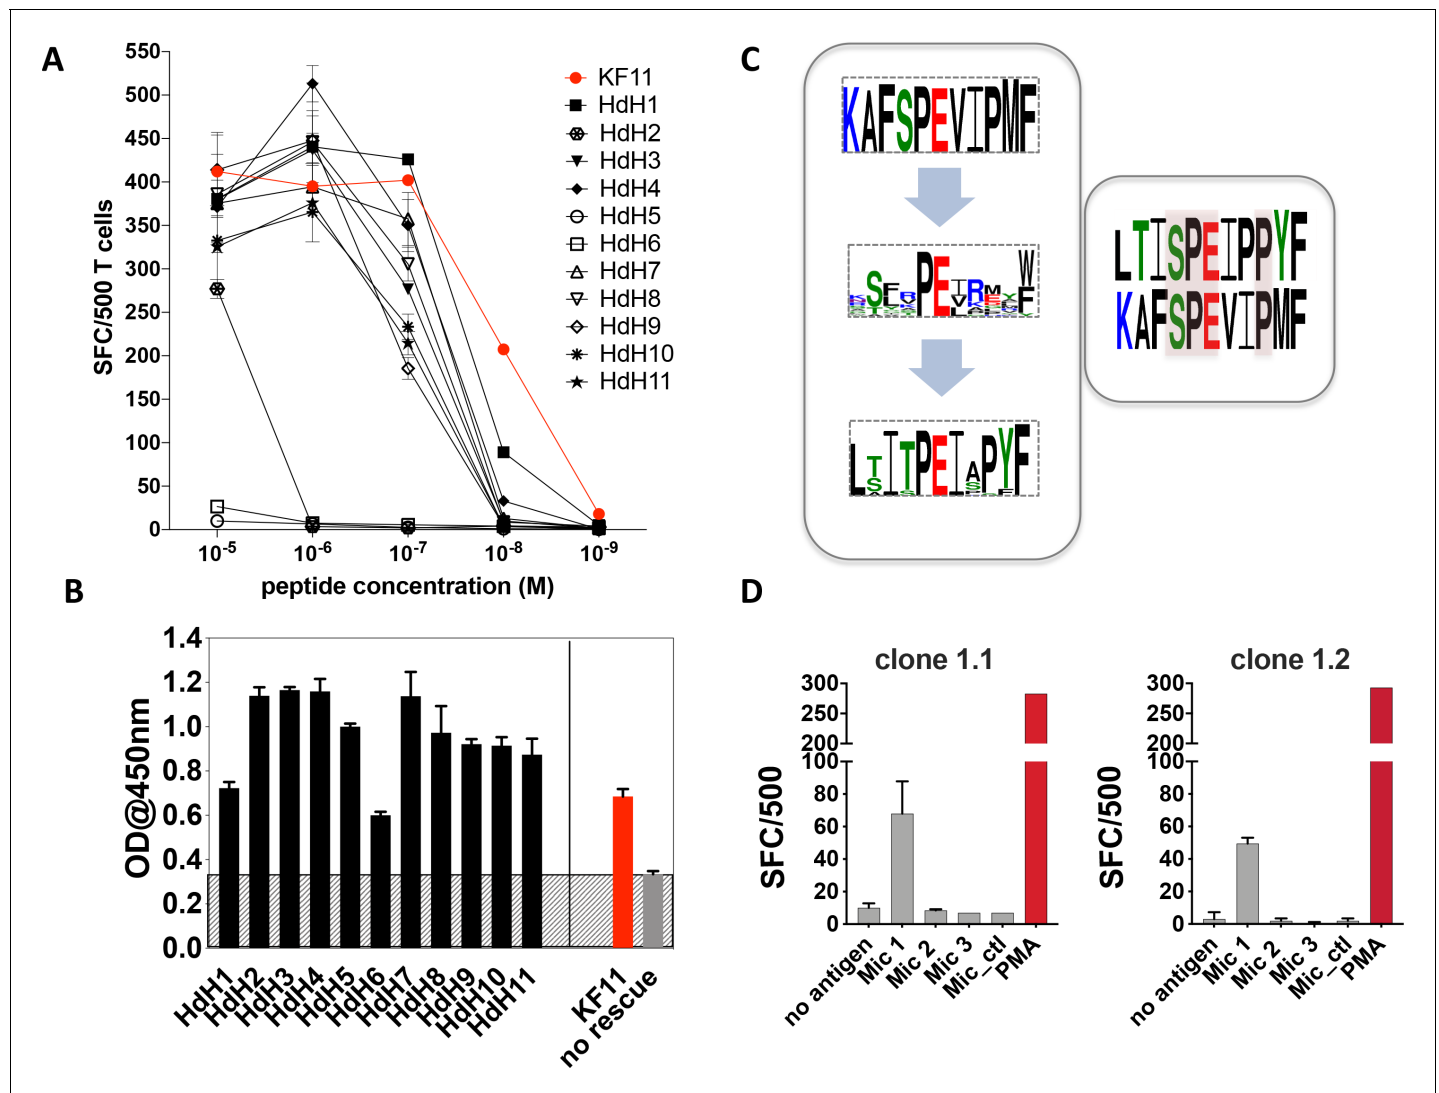 A
550
500
450
400
350
300
250
200
150
100
50
0
SFC/500 T cells
10-5
10-6
10-7
10-8
10-9
peptide concentration (M)
KF11
HdH1
HdH2
HdH3
HdH4
HdH5
HdH6
HdH7
HdH8
HdH9
HdH10
HdH11
B
1.4
1.2
1.0
0.8
0.6
0.4
0.2
0.0
OD@450nm
HdH1
HdH2
HdH3
HdH4
HdH5
HdH6
HdH7
HdH8
HdH9
HdH10
HdH11
KF11
no rescue
C
KAFSPEVIPMF
PE
W
F
L
T
S
ITPEI
A
S
PYF
LTISPEIPPYF
KAFSPEVIPMF
D
clone 1.1
300
250
200
100
80
60
40
20
0
SFC/500
no antigen
Mic 1
Mic 2
Mic 3
Mic_ctl
PMA
clone 1.2
300
250
200
100
80
60
40
20
0
SFC/500
no antigen
Mic 1
Mic 2
Mic 3
Mic_ctl
PMA